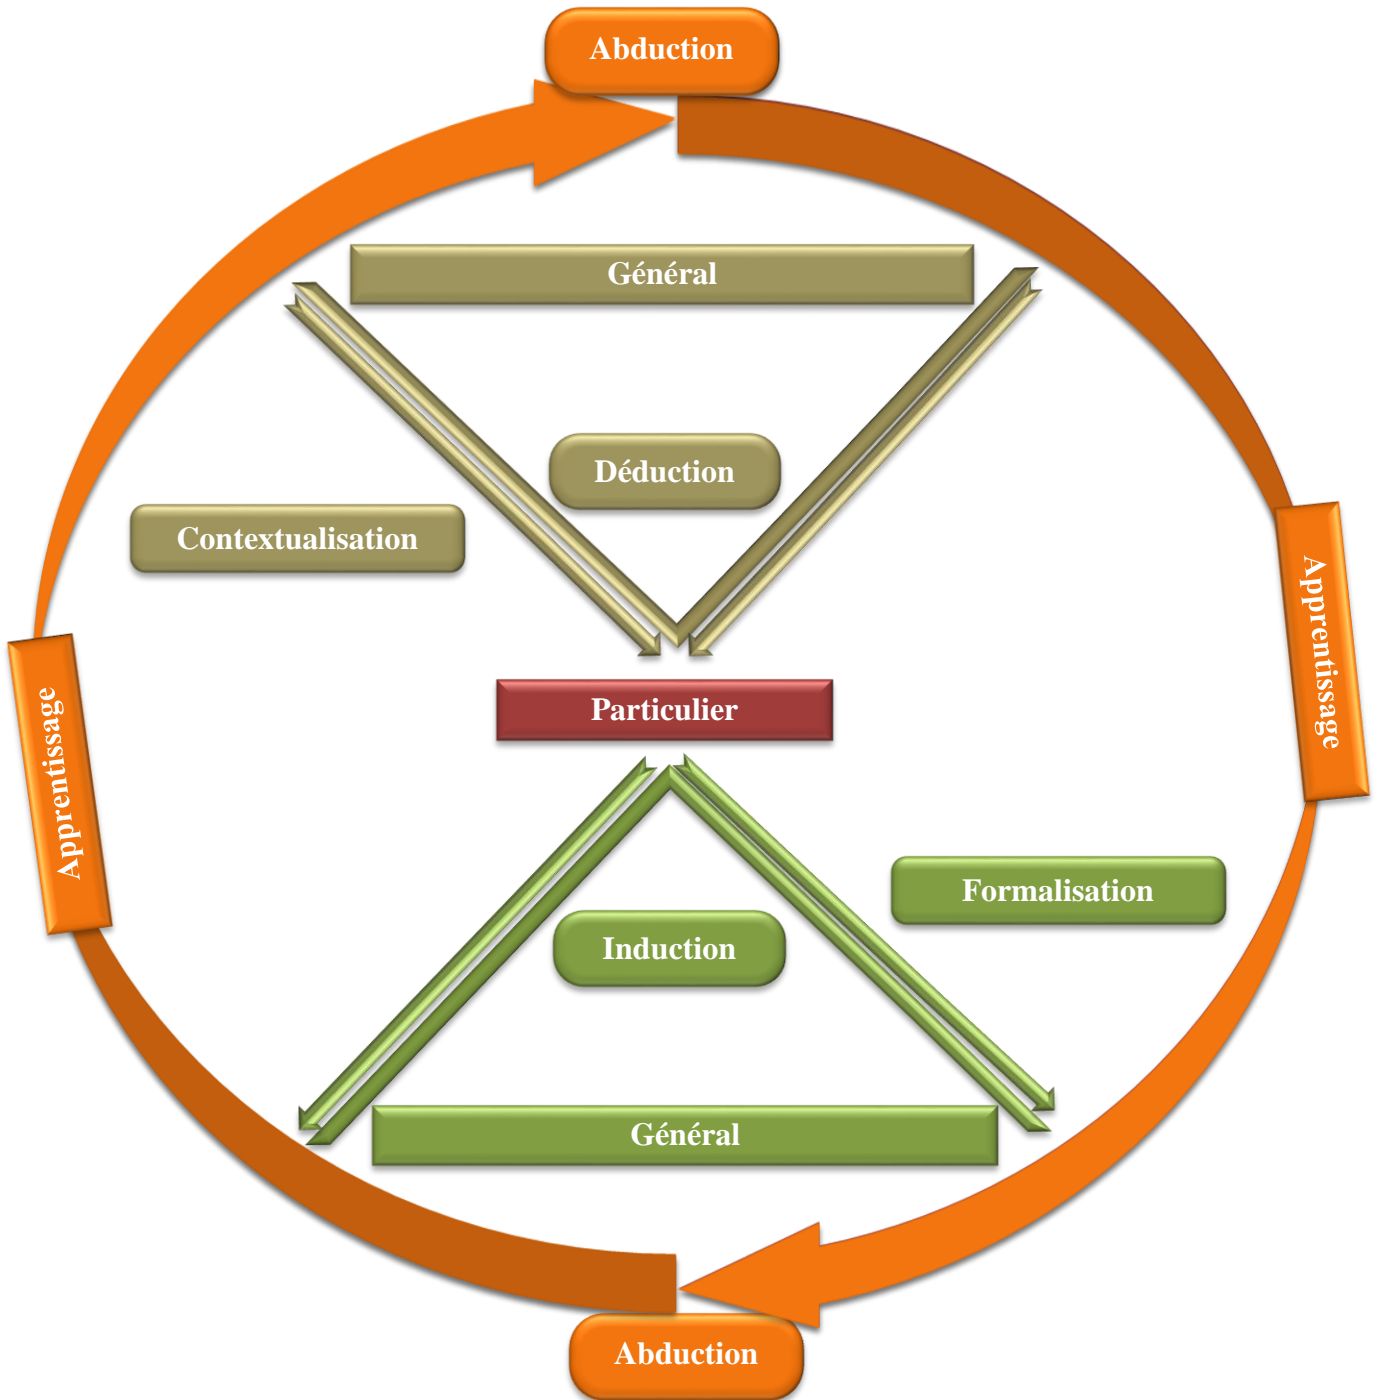 Abduction
Général
Déduction
Contextualisation
Apprentissage
Apprentissage
Particulier
Formalisation
Induction
Général
Abduction